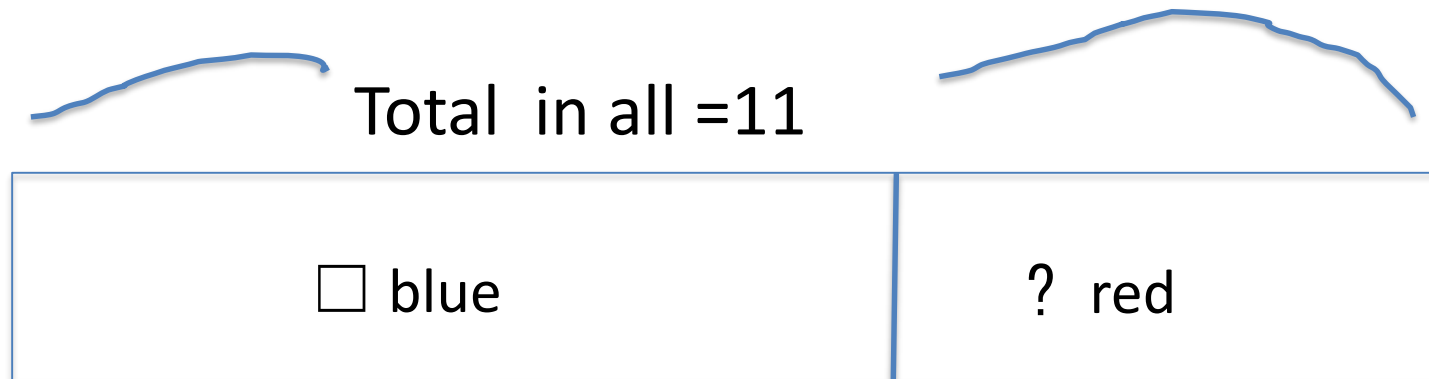 Total in all =11
□ blue
? red